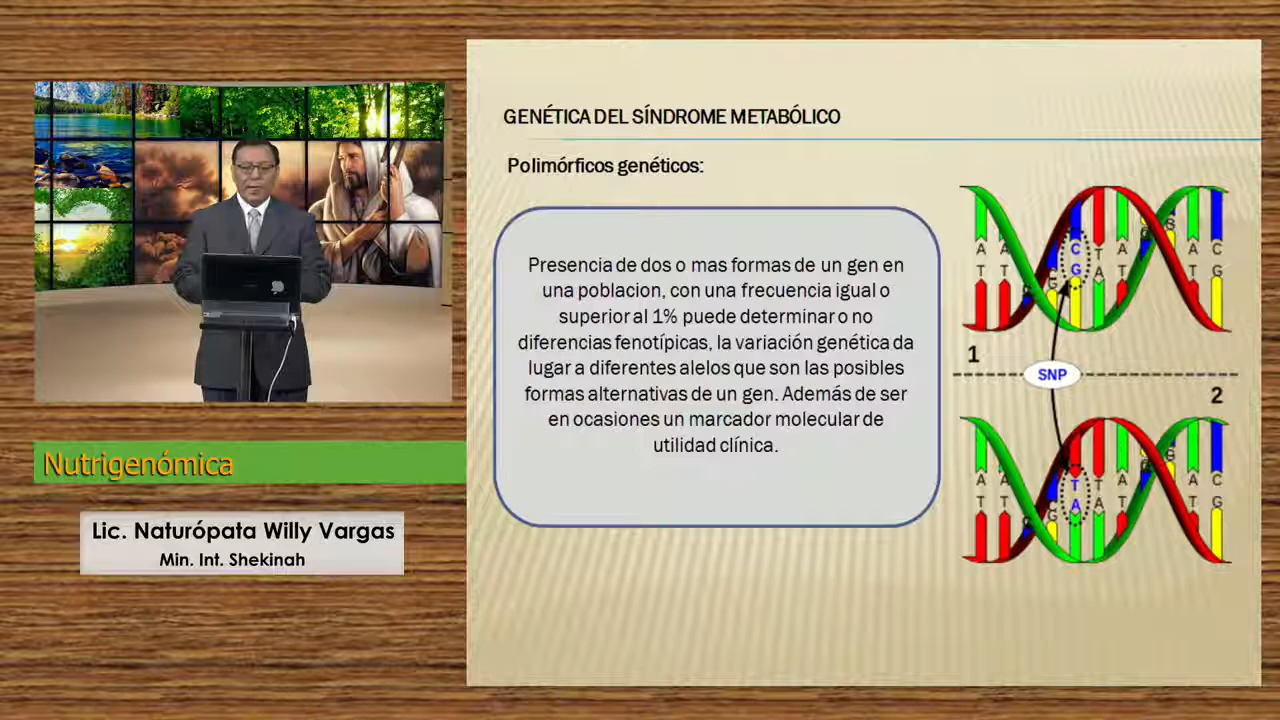 GENÉTICA DEL SÍNDROME METABÓLICO
Polimórficos genéticos:
Presencia de dos o mas formas de un gen en
una poblacion, con una frecuencia igual o
superior al 1% puede determinar o no
diferencias fenotípicas, la variación genética da
lugar a diferentes alelos que son las posibles
formas alternativas de un gen. Además de ser
en ocasiones un marcador molecular de
utilidad clínica.
A A C T A A C
T T G A T T G
1
SNP
2
A A T T A A C
T T A A T T G
Nutrigenómica
Lic. Naturópata Willy Vargas
Min. Int. Shekinah